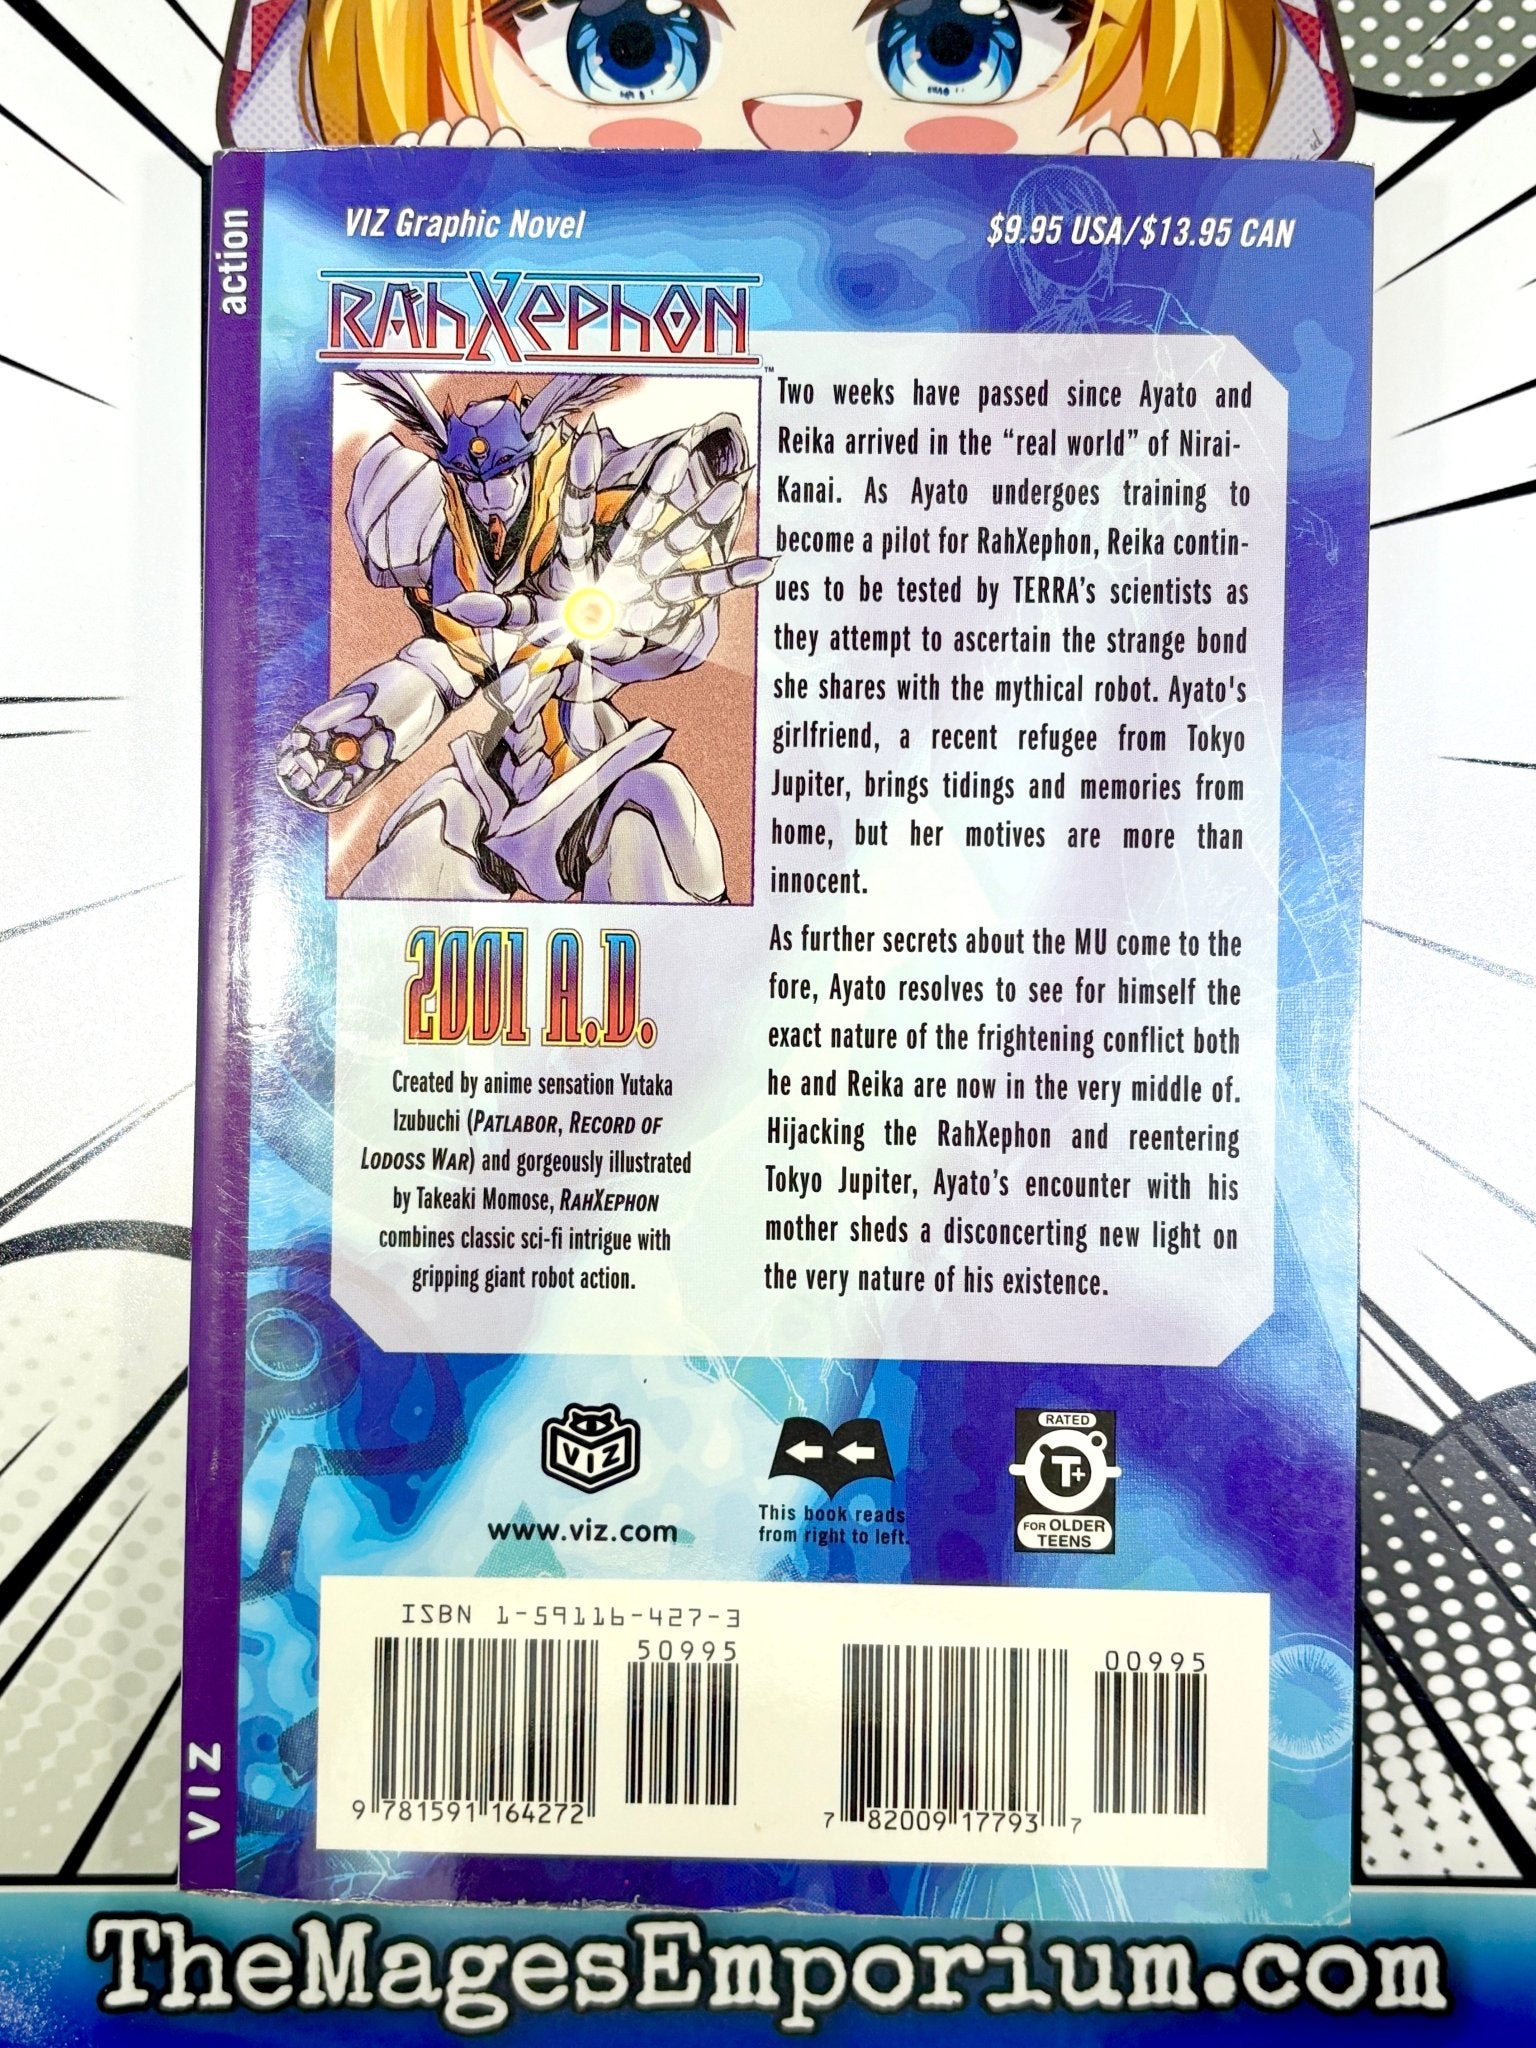 action
VIZ Graphic Novel
$9.95 USA/$13.95 CAN
RahXephon™
Two weeks have passed since Ayato and
Reika arrived in the “real world” of Nirai-
Kanai. As Ayato undergoes training to
become a pilot for RahXephon, Reika contin-
ues to be tested by TERRA’s scientists as
they attempt to ascertain the strange bond
she shares with the mythical robot. Ayato's
girlfriend, a recent refugee from Tokyo
Jupiter, brings tidings and memories from
home, but her motives are more than
innocent.
As further secrets about the MU come to the
fore, Ayato resolves to see for himself the
exact nature of the frightening conflict both
he and Reika are now in the very middle of.
Hijacking the RahXephon and reentering
Tokyo Jupiter, Ayato’s encounter with his
mother sheds a disconcerting new light on
the very nature of his existence.
2001 A.D.
Created by anime sensation Yutaka
Izubuchi (PATLABOR, RECORD OF
LODOSS WAR) and gorgeously illustrated
by Takeaki Momose, RAHXEPHON
combines classic sci-fi intrigue with
gripping giant robot action.
VIZ
www.viz.com
This book reads
from right to left.
RATED
T+
FOR OLDER
TEENS
ISBN 1-59116-427-3
50995
9 781591 164272
00995
7 82009 17793 7
VIZ
TheMagesEmporium.com